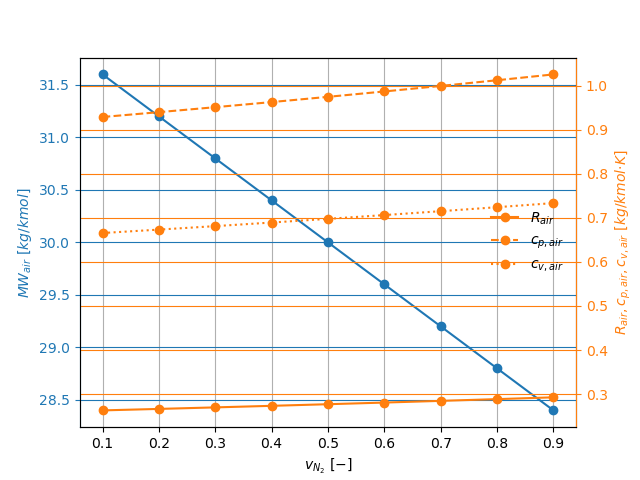 31.5
31.0
30.5
30.0
29.5
29.0
28.5
MW_air [kg/kmol]
1.0
0.9
0.8
0.7
0.6
0.5
0.4
0.3
R_air, c_p,air, c_v,air [kg/kmol·K]
R_air
c_p,air
c_v,air
0.1 0.2 0.3 0.4 0.5 0.6 0.7 0.8 0.9
v_N₂ [−]